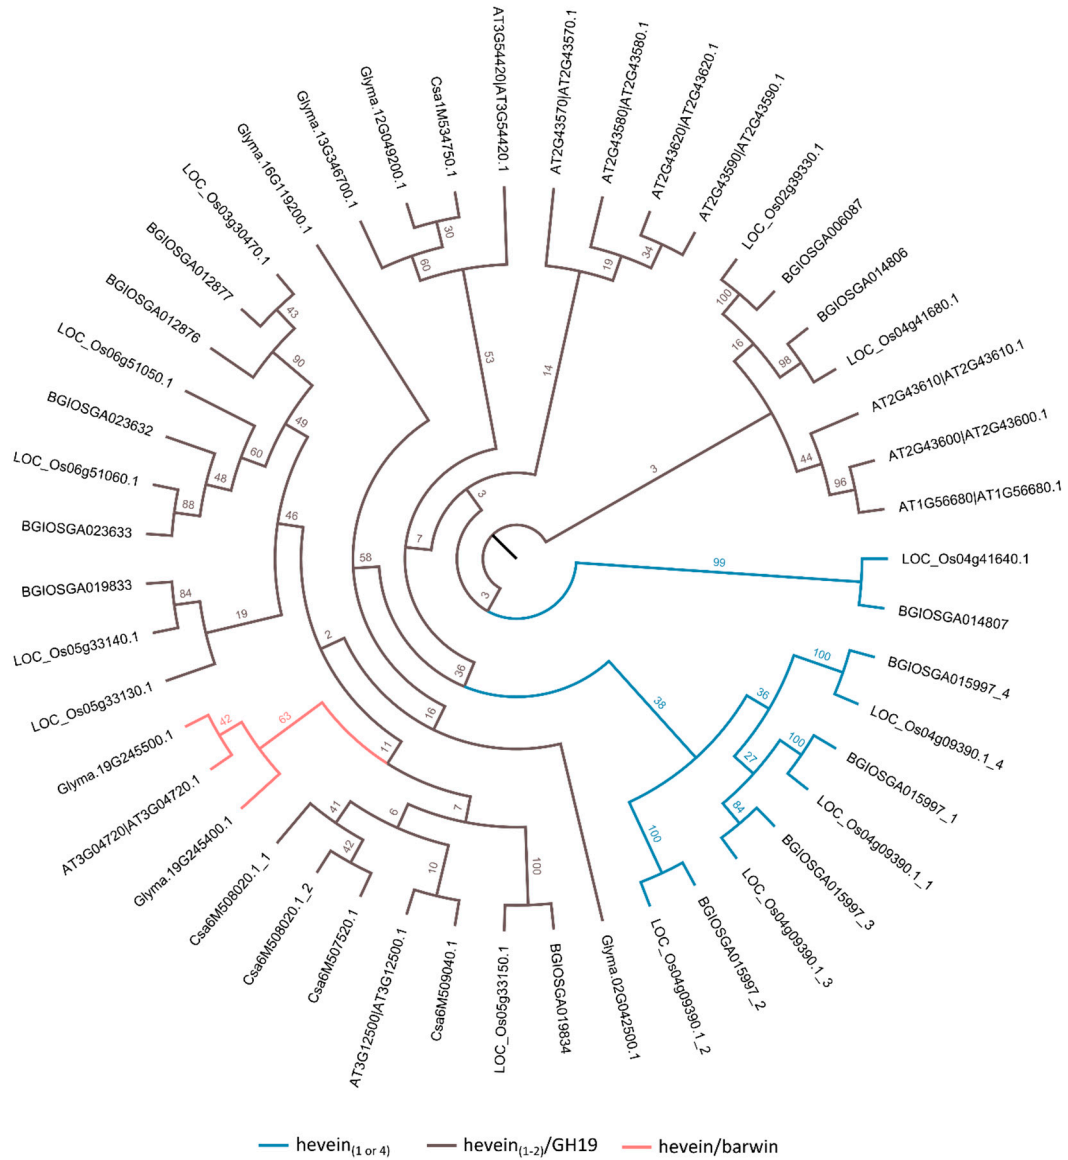 AT3G54420|AT3G54420.1
AT2G43570|AT2G43570.1
AT2G43580|AT2G43580.1
AT2G43620|AT2G43620.1
AT2G43590|AT2G43590.1
LOC_Os02g39330.1
BGIOSGA006087
BGIOSGA014806
LOC_Os04g41680.1
AT2G43610|AT2G43610.1
AT2G43600|AT2G43600.1
AT1G56680|AT1G56680.1
LOC_Os04g41640.1
BGIOSGA014807
BGIOSGA015997_4
LOC_Os04g09390.1_4
BGIOSGA015997_1
LOC_Os04g09390.1_1
BGIOSGA015997_3
LOC_Os04g09390.1_3
BGIOSGA015997_2
LOC_Os04g09390.1_2
Glyma.02G042500.1
BGIOSGA019834
LOC_Os05g33150.1
Csa6M509040.1
AT3G12500|AT3G12500.1
Csa6M507520.1
Csa6M508020.1_2
Csa6M508020.1_1
Glyma.19G245400.1
AT3G04720|AT3G04720.1
Glyma.19G245500.1
LOC_Os05g33130.1
LOC_Os05g33140.1
BGIOSGA019833
BGIOSGA023633
LOC_Os06g51060.1
BGIOSGA023632
LOC_Os06g51050.1
BGIOSGA012876
BGIOSGA012877
LOC_Os03g30470.1
Glyma.16G119200.1
Glyma.13G346700.1
Glyma.12G049200.1
Csa1M534750.1
30
60
53
14
19
34
100
16
98
3
44
96
99
100
36
27
100
84
38
100
36
16
58
7
3
3
43
90
49
60
48
88
46
84
19
2
42
63
11
7
6
41
42
10
100
hevein(1 or 4)
hevein(1-2)/GH19
hevein/barwin